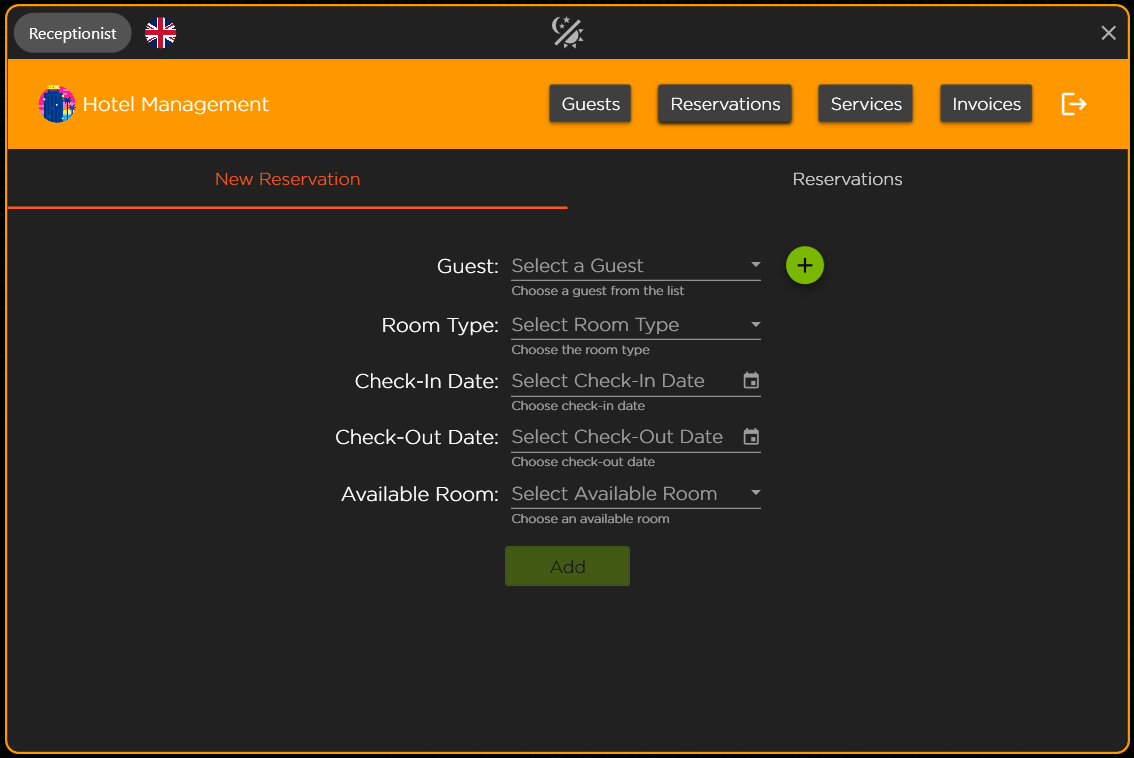 Receptionist
Hotel Management
Guests
Reservations
Services
Invoices
New Reservation
Reservations
Guest:
Select a Guest
Choose a guest from the list
Room Type:
Select Room Type
Choose the room type
Check-In Date:
Select Check-In Date
Choose check-in date
Check-Out Date:
Select Check-Out Date
Choose check-out date
Available Room:
Select Available Room
Choose an available room
Add